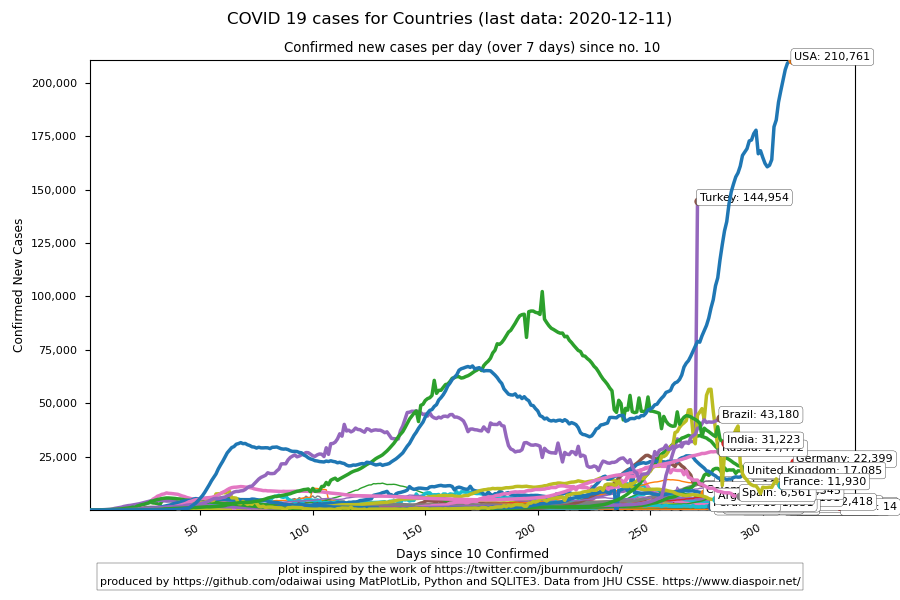 COVID 19 cases for Countries (last data: 2020-12-11)
Confirmed new cases per day (over 7 days) since no. 10
USA: 210,761
200,000
175,000
150,000
Turkey: 144,954
125,000
100,000
75,000
50,000
25,000
Confirmed New Cases
Brazil: 43,180
India: 31,223
Germany: 22,399
United Kingdom: 17,085
France: 11,930
Spain: 6,561
2,418
: 14
50
100
150
200
250
300
Days since 10 Confirmed
plot inspired by the work of https://twitter.com/jburnmurdoch/
produced by https://github.com/odaiwai using MatPlotLib, Python and SQLITE3. Data from JHU CSSE. https://www.diaspoir.net/